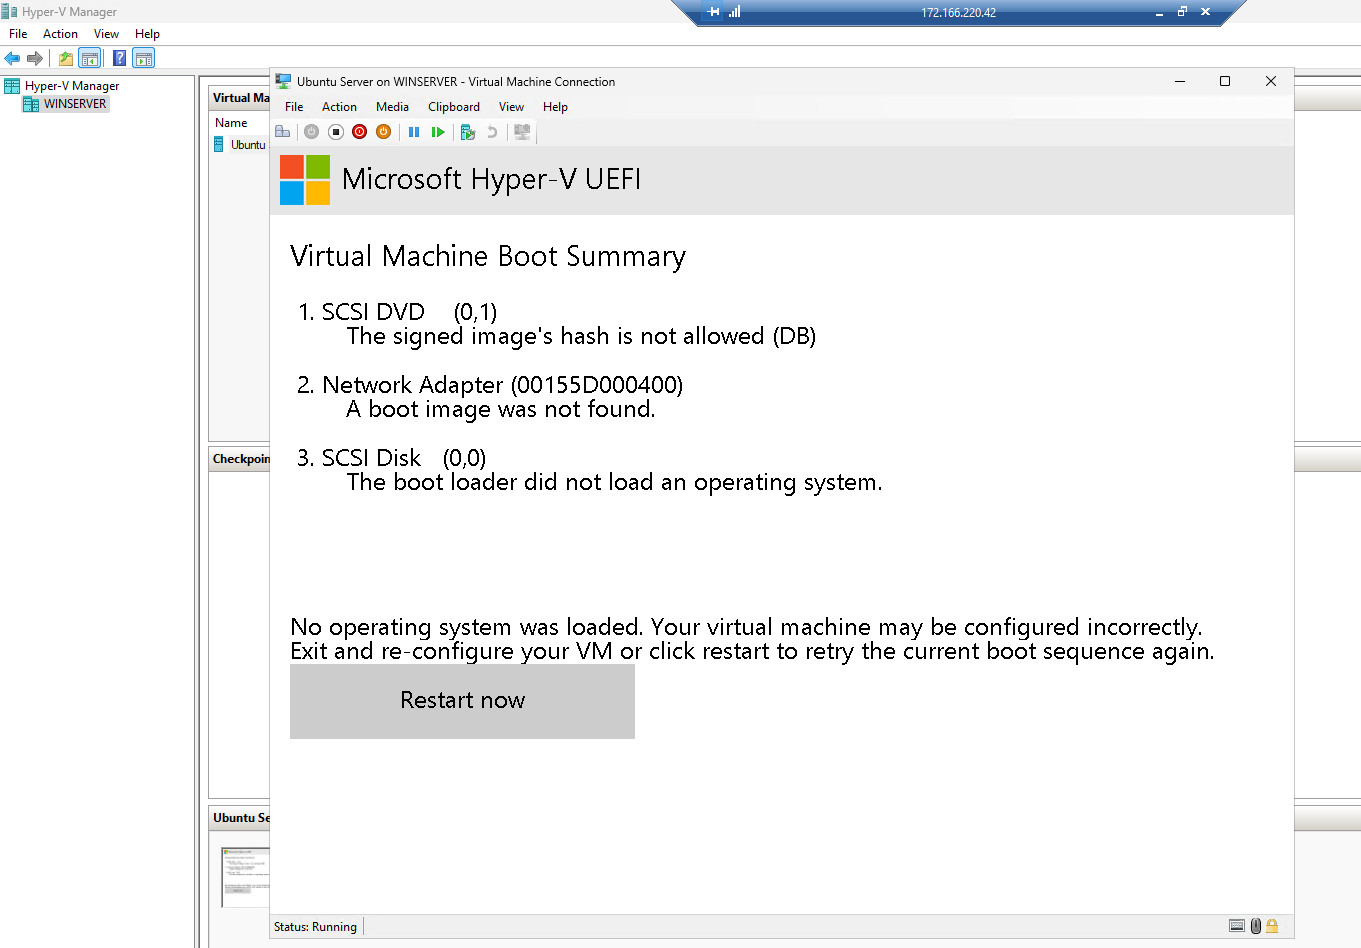 Hyper-V Manager
172.166.220.42
File Action View Help
Hyper-V Manager
WINSERVER
Virtual Ma
Name
Ubuntu
Checkpoin
Ubuntu Se
Ubuntu Server on WINSERVER - Virtual Machine Connection
File Action Media Clipboard View Help
Microsoft Hyper-V UEFI
Virtual Machine Boot Summary
1. SCSI DVD (0,1)
The signed image's hash is not allowed (DB)
2. Network Adapter (00155D000400)
A boot image was not found.
3. SCSI Disk (0,0)
The boot loader did not load an operating system.
No operating system was loaded. Your virtual machine may be configured incorrectly.
Exit and re-configure your VM or click restart to retry the current boot sequence again.
Restart now
Status: Running